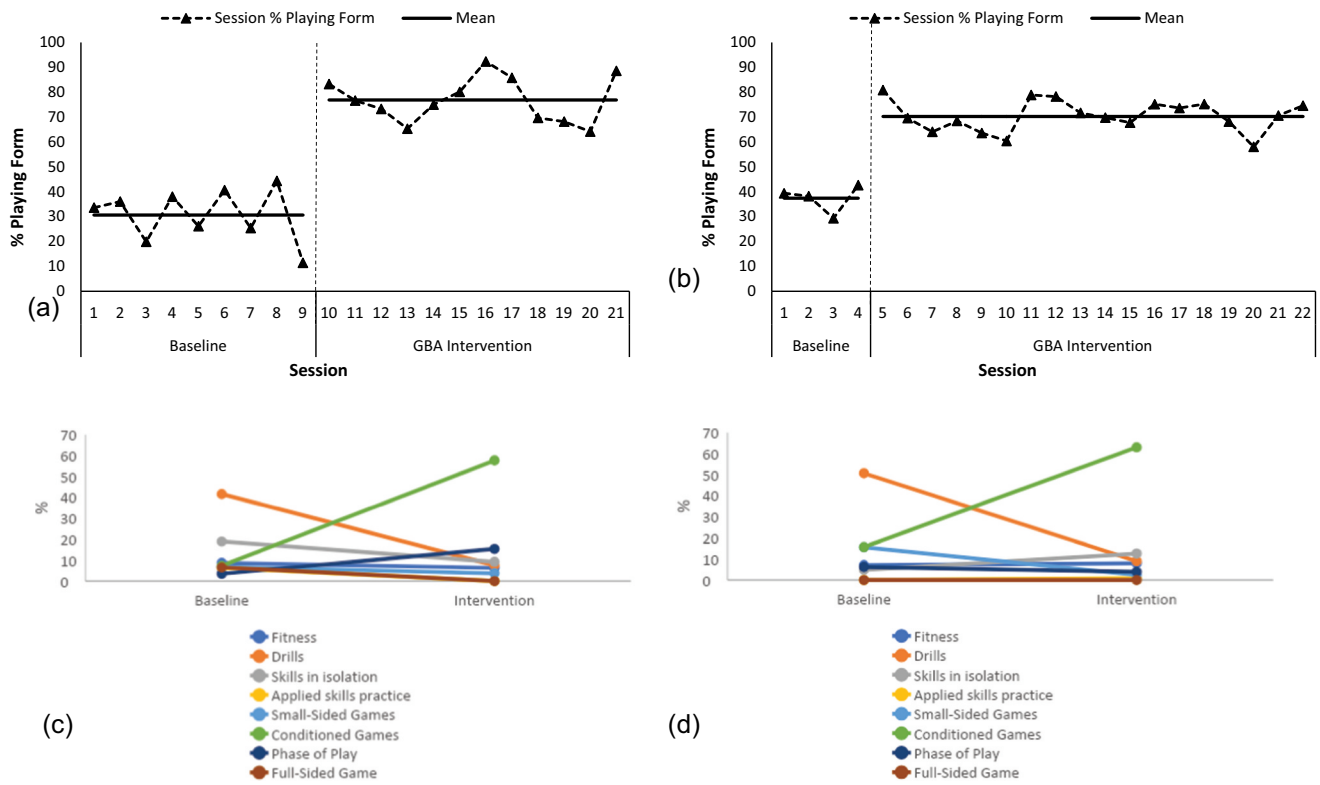 Session % Playing Form Mean
% Playing Form
100
90
80
70
60
50
40
30
20
10
0
1 2 3 4 5 6 7 8 9 10 11 12 13 14 15 16 17 18 19 20 21
Baseline GBA Intervention
Session
(a)
Session % Playing Form Mean
% Playing Form
100
90
80
70
60
50
40
30
20
10
0
1 2 3 4 5 6 7 8 9 10 11 12 13 14 15 16 17 18 19 20 21 22
Baseline GBA Intervention
Session
(b)
%
70
60
50
40
30
20
10
0
Baseline Intervention
Fitness
Drills
Skills in isolation
Applied skills practice
Small-Sided Games
Conditioned Games
Phase of Play
Full-Sided Game
(c)
%
70
60
50
40
30
20
10
0
Baseline Intervention
Fitness
Drills
Skills in isolation
Applied skills practice
Small-Sided Games
Conditioned Games
Phase of Play
Full-Sided Game
(d)